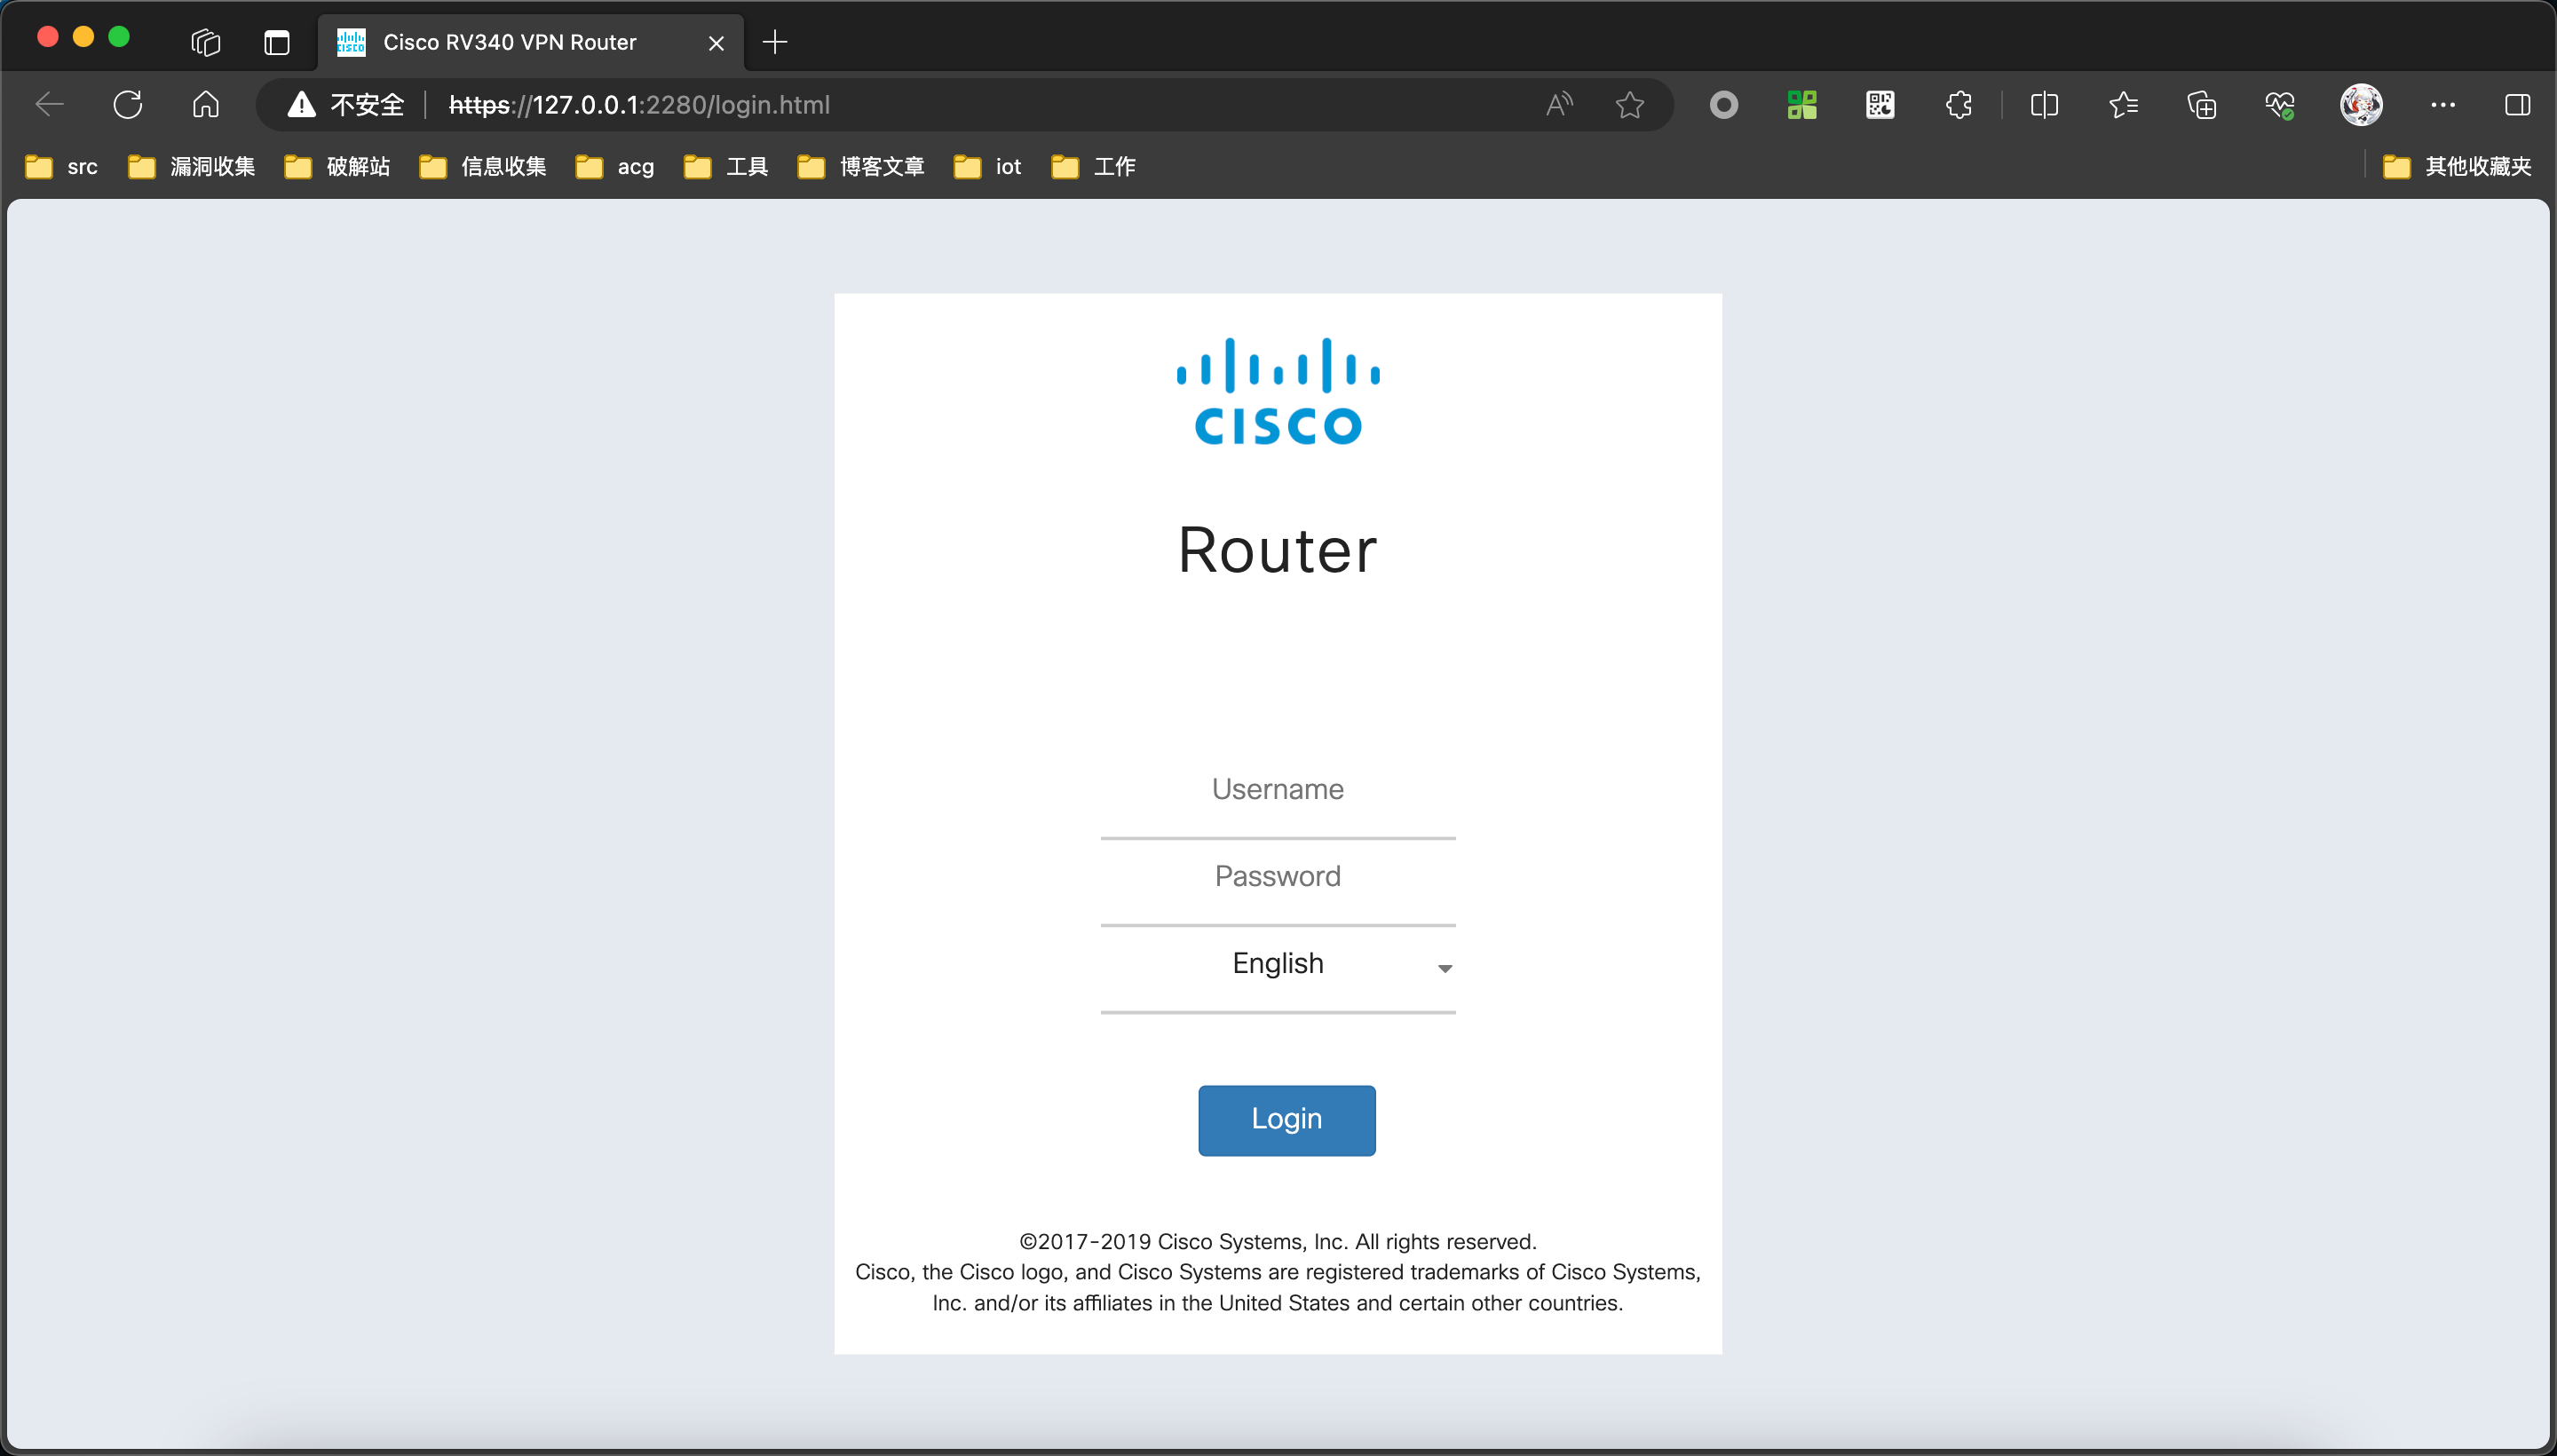 Cisco RV340 VPN Router
不安全 https://127.0.0.1:2280/login.html
src 漏洞收集 破解站 信息收集 acg 工具 博客文章 iot 工作 其他收藏夹
CISCO
Router
Username
Password
English
Login
©2017-2019 Cisco Systems, Inc. All rights reserved.
Cisco, the Cisco logo, and Cisco Systems are registered trademarks of Cisco Systems,
Inc. and/or its affiliates in the United States and certain other countries.